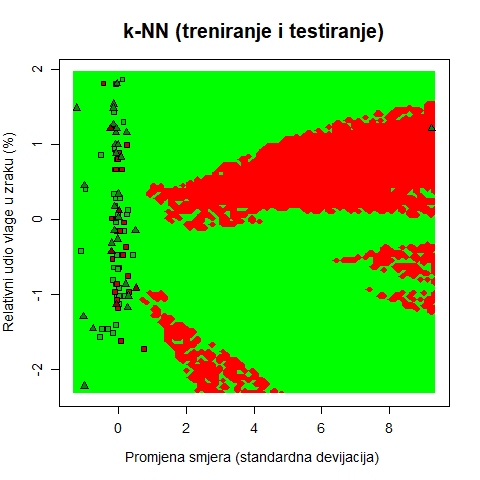 k-NN (treniranje i testiranje)
Relativni udio vlage u zraku (%)
2
1
0
-1
-2
0 2 4 6 8
Promjena smjera (standardna devijacija)